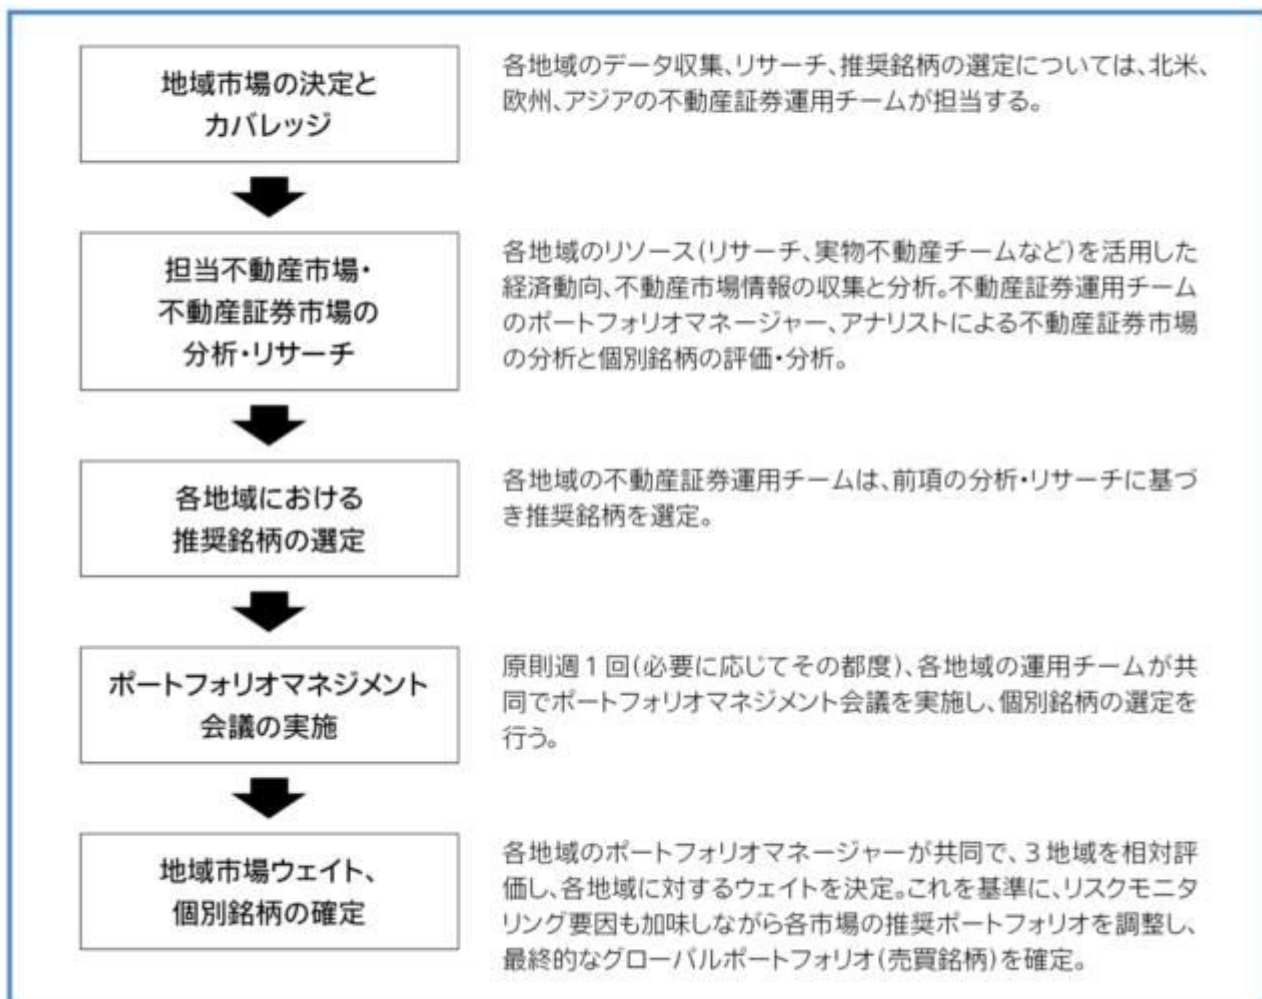 地域市場の決定と
カバレッジ
各地域のデータ収集、リサーチ、推奨銘柄の選定については、北米、
欧州、アジアの不動産証券運用チームが担当する。
担当不動産市場・
不動産証券市場の
分析・リサーチ
各地域のリソース(リサーチ、実物不動産チームなど)を活用した
経済動向、不動産市場情報の収集と分析。不動産証券運用チーム
のポートフォリオマネージャー、アナリストによる不動産証券市場
の分析と個別銘柄の評価・分析。
各地域における
推奨銘柄の選定
各地域の不動産証券運用チームは、前項の分析・リサーチに基づ
き推奨銘柄を選定。
ポートフォリオマネジメント
会議の実施
原則週1回(必要に応じてその都度)、各地域の運用チームが共
同でポートフォリオマネジメント会議を実施し、個別銘柄の選定を
行う。
地域市場ウェイト、
個別銘柄の確定
各地域のポートフォリオマネージャーが共同で、3地域を相対評
価し、各地域に対するウェイトを決定。これを基準に、リスクモニタ
リング要因も加味しながら各市場の推奨ポートフォリオを調整し、
最終的なグローバルポートフォリオ(売買銘柄)を確定。